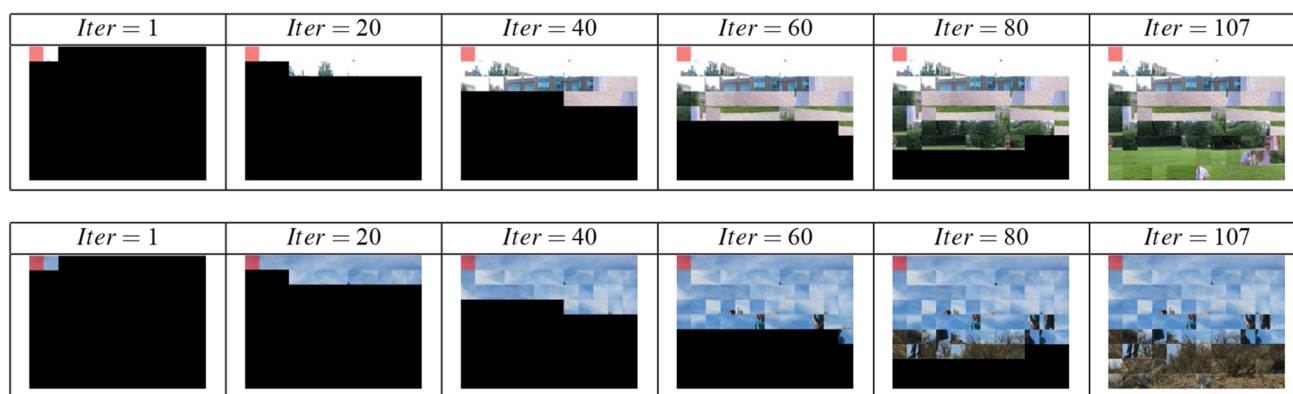 Iter = 1 Iter = 20 Iter = 40 Iter = 60 Iter = 80 Iter = 107
Iter = 1 Iter = 20 Iter = 40 Iter = 60 Iter = 80 Iter = 107